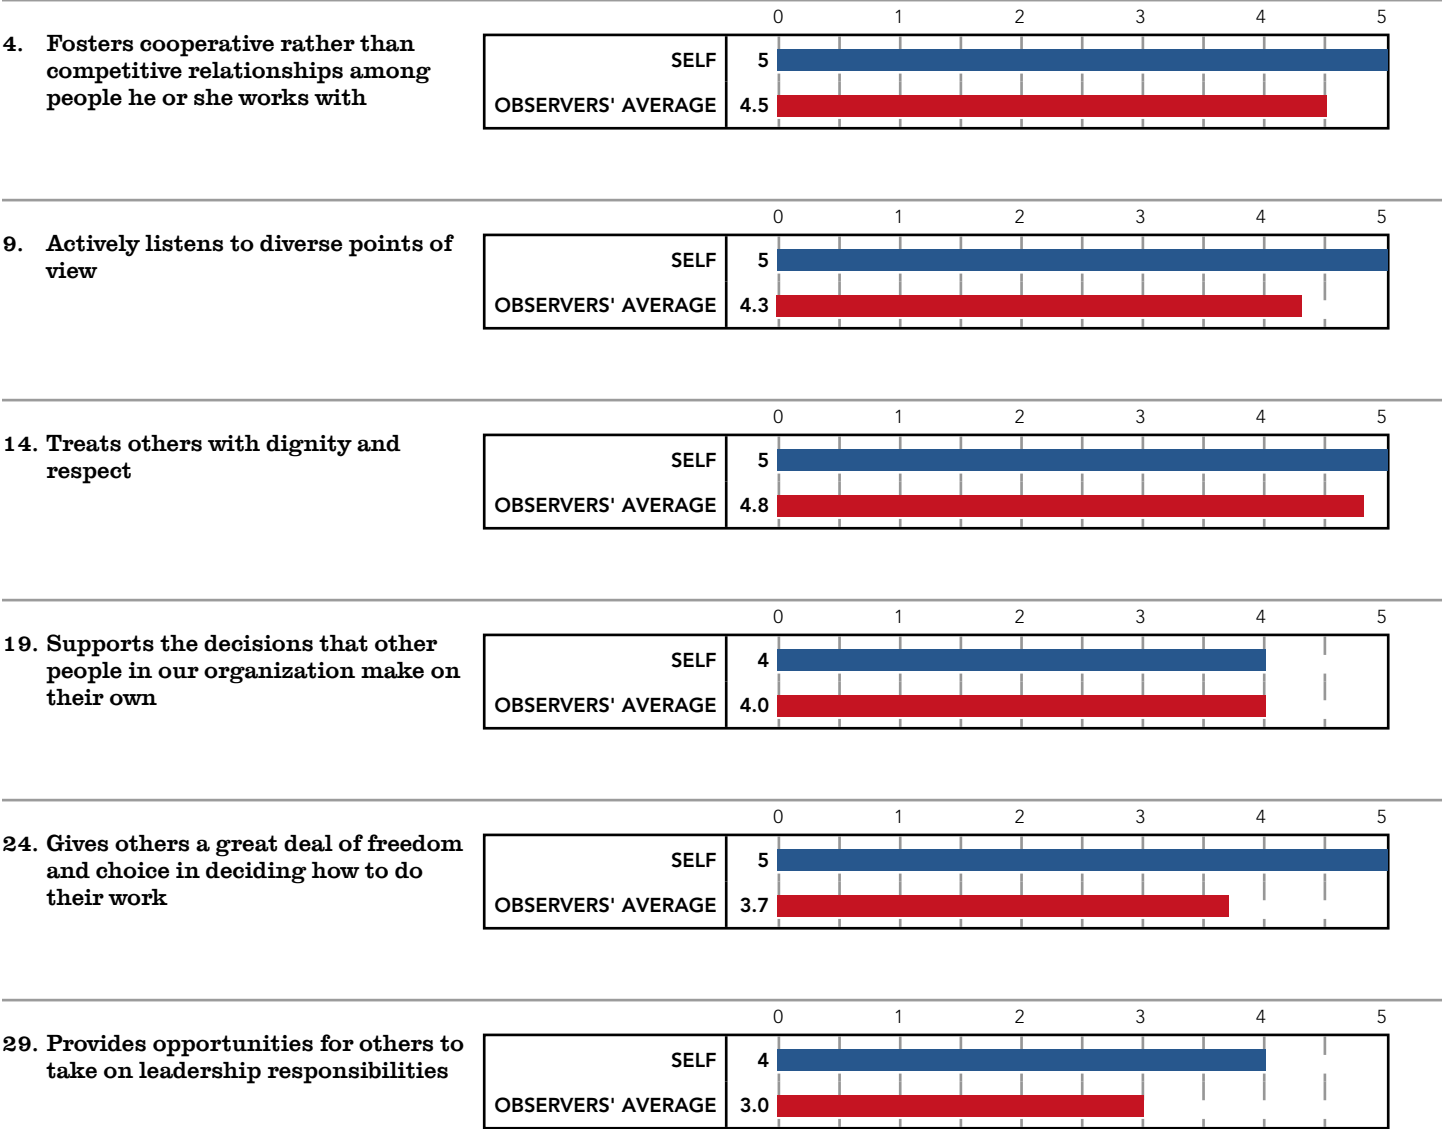 0 1 2 3 4 5
4. Fosters cooperative rather than
competitive relationships among
people he or she works with
SELF 5
OBSERVERS' AVERAGE 4.5
0 1 2 3 4 5
9. Actively listens to diverse points of
view
SELF 5
OBSERVERS' AVERAGE 4.3
0 1 2 3 4 5
14. Treats others with dignity and
respect
SELF 5
OBSERVERS' AVERAGE 4.8
0 1 2 3 4 5
19. Supports the decisions that other
people in our organization make on
their own
SELF 4
OBSERVERS' AVERAGE 4.0
0 1 2 3 4 5
24. Gives others a great deal of freedom
and choice in deciding how to do
their work
SELF 5
OBSERVERS' AVERAGE 3.7
0 1 2 3 4 5
29. Provides opportunities for others to
take on leadership responsibilities
SELF 4
OBSERVERS' AVERAGE 3.0